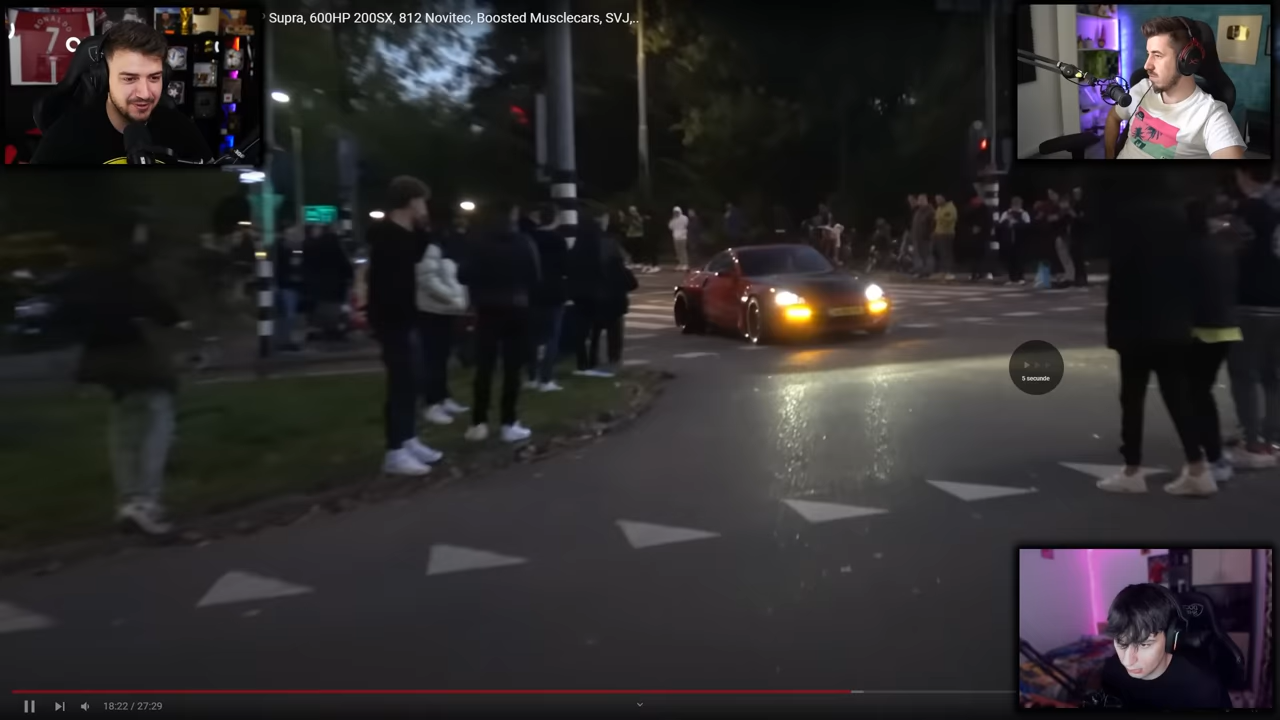 Supra, 600HP 200SX, 812 Novitec, Boosted Musclecars, SVJ,..
RONALDO
7
5 secunde
18:22 / 27:29